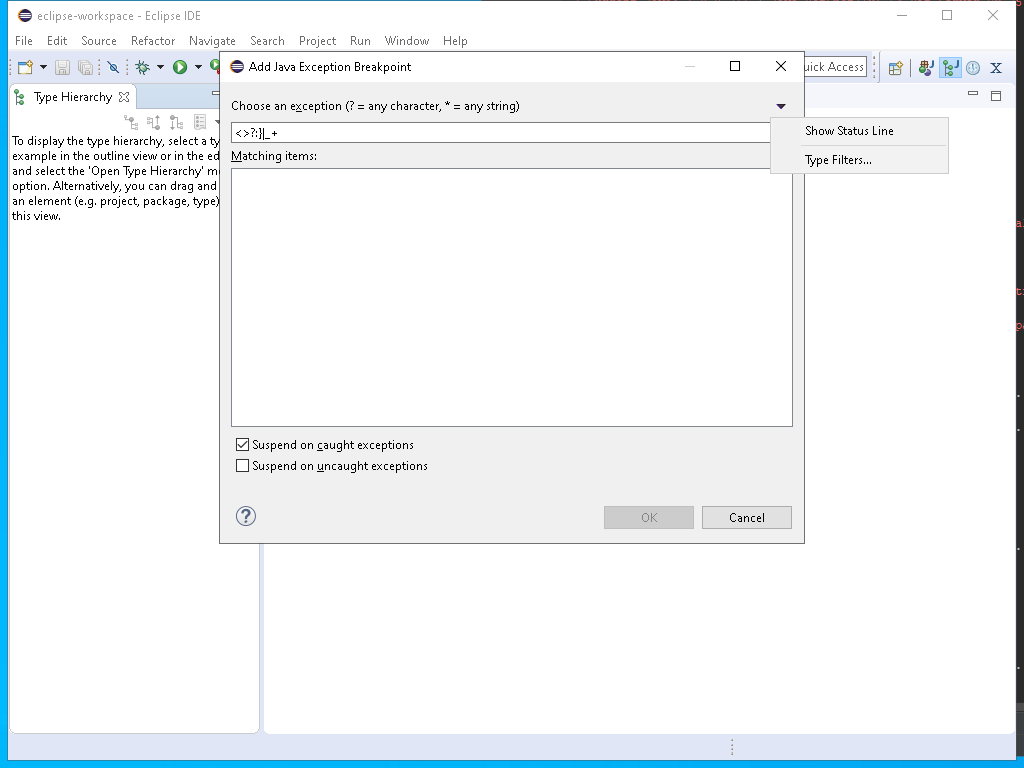 eclipse-workspace - Eclipse IDE
File Edit Source Refactor Navigate Search Project Run Window Help
Add Java Exception Breakpoint
uick Access
Type Hierarchy
To display the type hierarchy, select a ty
example in the outline view or in the ed
and select the 'Open Type Hierarchy' m
option. Alternatively, you can drag and
an element (e.g. project, package, type)
this view.
Choose an exception (? = any character, * = any string)
<>?:}|_+
Matching items:
Show Status Line
Type Filters...
Suspend on caught exceptions
Suspend on uncaught exceptions
OK
Cancel